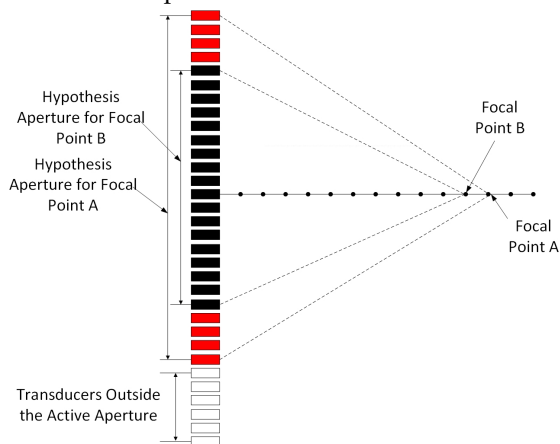 Hypothesis
Aperture for Focal
Point B
Hypothesis
Aperture for Focal
Point A
Focal
Point B
Focal
Point A
Transducers Outside
the Active Aperture